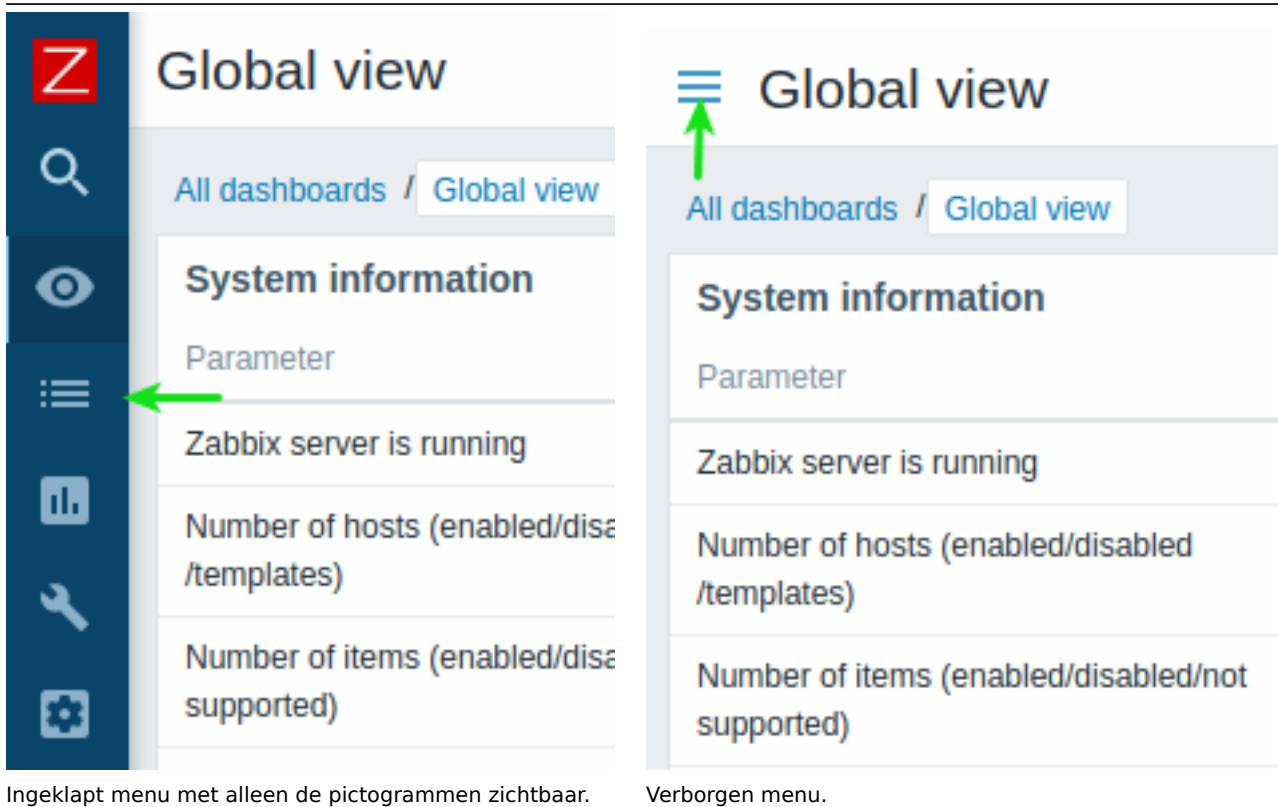 Z
Global view
All dashboards / Global view
System information
Parameter
Zabbix server is running
Number of hosts (enabled/disa
/templates)
Number of items (enabled/disa
supported)
Ingeklapt menu met alleen de pictogrammen zichtbaar.
Global view
All dashboards / Global view
System information
Parameter
Zabbix server is running
Number of hosts (enabled/disabled
/templates)
Number of items (enabled/disabled/not
supported)
Verborgen menu.